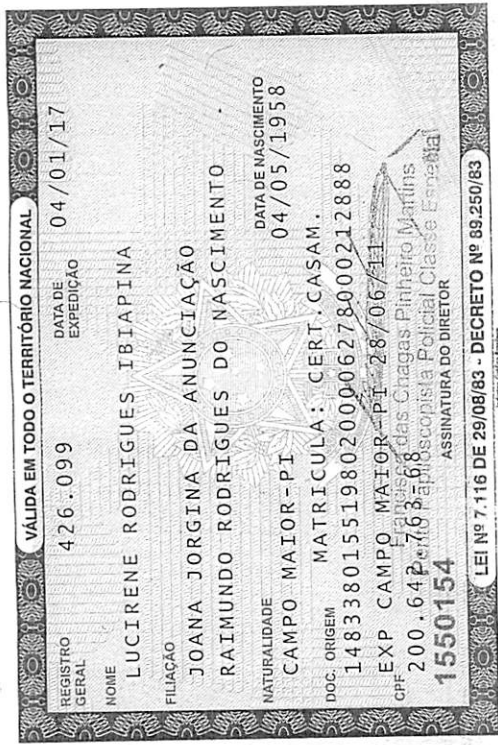 VÁLIDA EM TODO O TERRITÓRIO NACIONAL
REGISTRO GERAL 426.099 DATA DE EXPEDIÇÃO 04/01/17
NOME
LUCIRENE RODRIGUES IBIAPINA
FILIAÇÃO
JOANA JORGINA DA ANUNCIAÇÃO
RAIMUNDO RODRIGUES DO NASCIMENTO
NATURALIDADE DATA DE NASCIMENTO
CAMPO MAIOR-PI 04/05/1958
DOC. ORIGEM MATRICULA: CERT.CASAM.
14833801551980200006278000021 2888
EXP CAMPO MAIOR-PI 28/06/11
Francisco das Chagas Pinheiro Martins
CPF 200.642.763-68
Perito Papiloscopista Policial Classe Especial
1550154 ASSINATURA DO DIRETOR
LEI Nº 7.116 DE 29/08/83 - DECRETO Nº 89.250/83